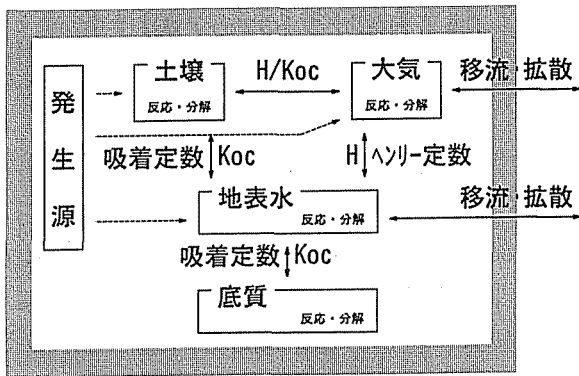 発生源
土壌
反応・分解
H/Koc
大気
反応・分解
移流・拡散
吸着定数 Koc
H ヘンリー定数
地表水
反応・分解
移流・拡散
吸着定数 Koc
底質
反応・分解